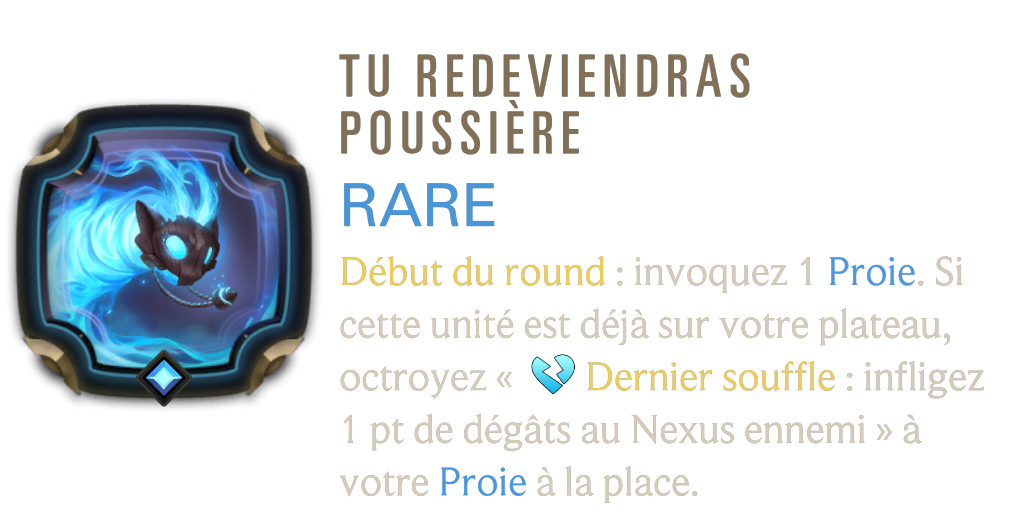 TU REDEVIENDRAS
POUSSIÈRE
RARE
Début du round : invoquez 1 Proie. Si
cette unité est déjà sur votre plateau,
octroyez « Dernier souffle : infligez
1 pt de dégâts au Nexus ennemi » à
votre Proie à la place.